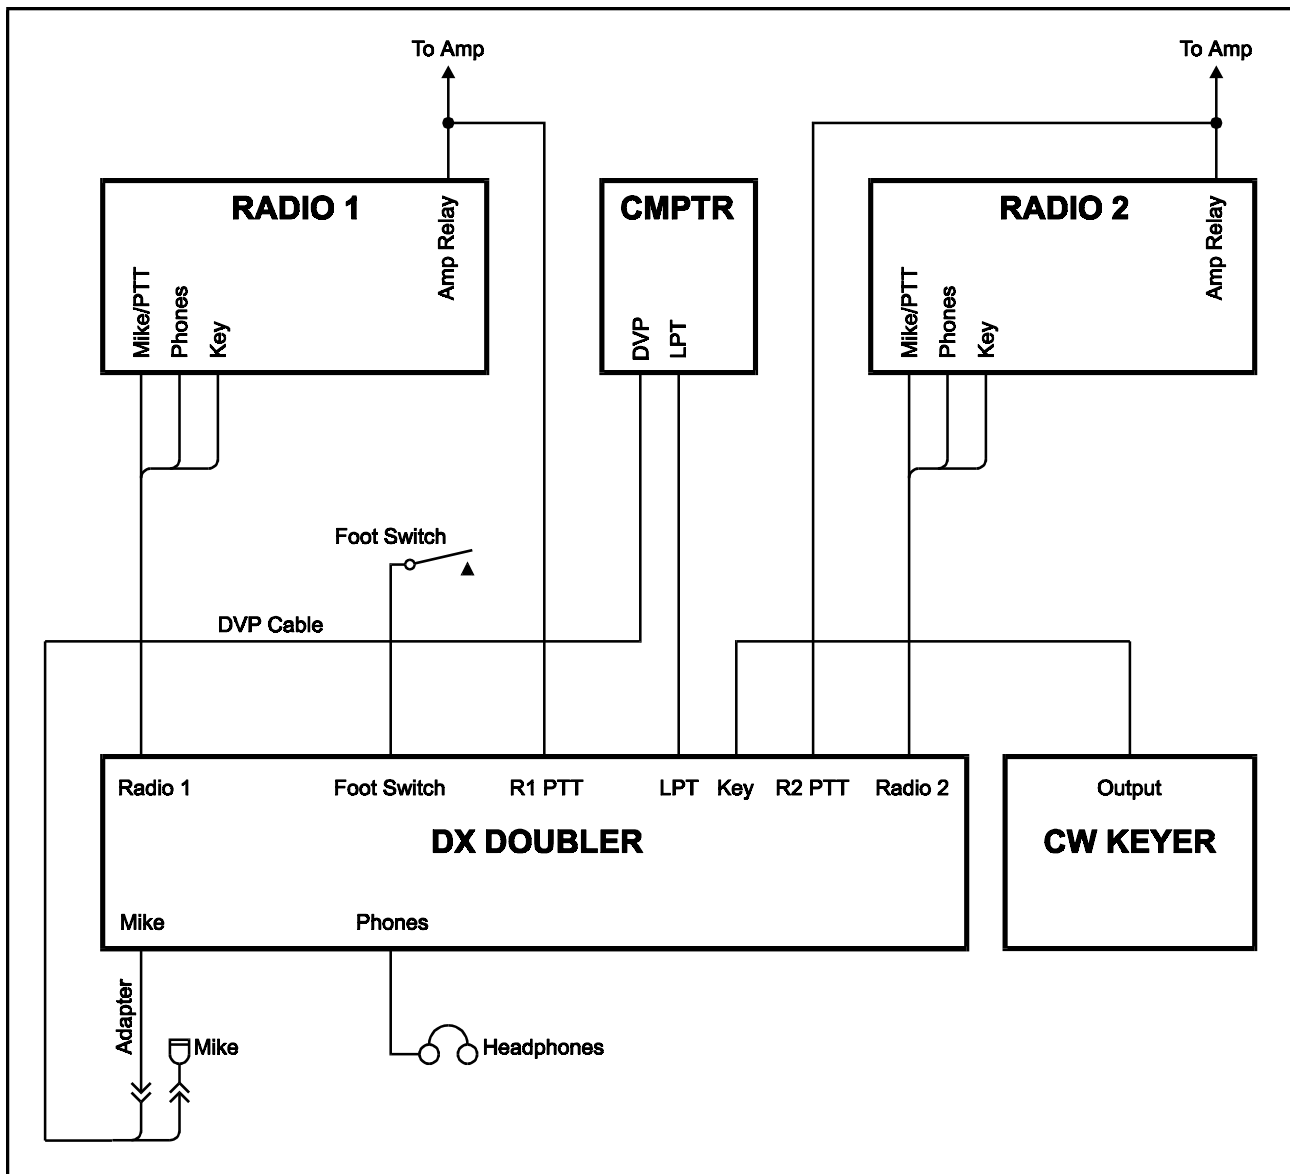 To Amp
To Amp
RADIO 1
Amp Relay
Mike/PTT
Phones
Key
CMPTR
DVP
LPT
RADIO 2
Amp Relay
Mike/PTT
Phones
Key
Foot Switch
DVP Cable
Radio 1
Foot Switch
R1 PTT
LPT
Key
R2 PTT
Radio 2
DX DOUBLER
Mike
Phones
Output
CW KEYER
Adapter
Mike
Headphones